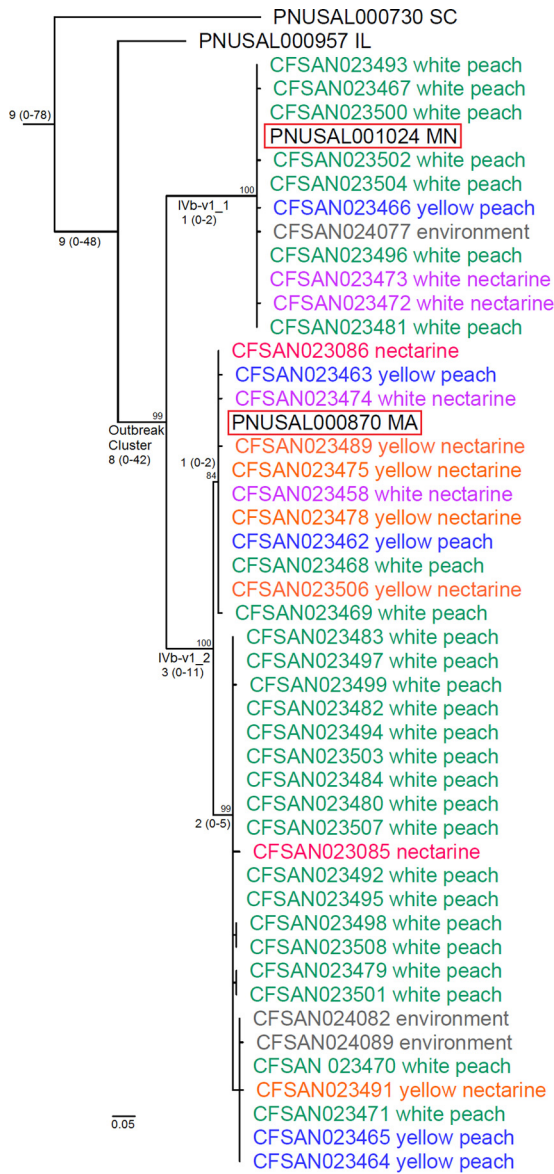 PNUSAL000730 SC
PNUSAL000957 IL
CFSAN023493 white peach
CFSAN023467 white peach
9 (0-78)
CFSAN023500 white peach
PNUSAL001024 MN
CFSAN023502 white peach
100
CFSAN023504 white peach
IVb-v1_1
1 (0-2)
CFSAN023466 yellow peach
CFSAN024077 environment
9 (0-48)
CFSAN023496 white peach
CFSAN023473 white nectarine
CFSAN023472 white nectarine
CFSAN023481 white peach
CFSAN023086 nectarine
CFSAN023463 yellow peach
CFSAN023474 white nectarine
99
PNUSAL000870 MA
Outbreak
Cluster
8 (0-42)
CFSAN023489 yellow nectarine
1 (0-2)
84
CFSAN023475 yellow nectarine
CFSAN023458 white nectarine
CFSAN023478 yellow nectarine
CFSAN023462 yellow peach
CFSAN023468 white peach
CFSAN023506 yellow nectarine
CFSAN023469 white peach
CFSAN023483 white peach
100
IVb-v1_2
3 (0-11)
CFSAN023497 white peach
CFSAN023499 white peach
CFSAN023482 white peach
CFSAN023494 white peach
CFSAN023503 white peach
CFSAN023484 white peach
CFSAN023480 white peach
99
2 (0-5)
CFSAN023507 white peach
CFSAN023085 nectarine
CFSAN023492 white peach
CFSAN023495 white peach
CFSAN023498 white peach
CFSAN023508 white peach
CFSAN023479 white peach
CFSAN023501 white peach
CFSAN024082 environment
CFSAN024089 environment
CFSAN 023470 white peach
CFSAN023491 yellow nectarine
CFSAN023471 white peach
0.05
CFSAN023465 yellow peach
CFSAN023464 yellow peach